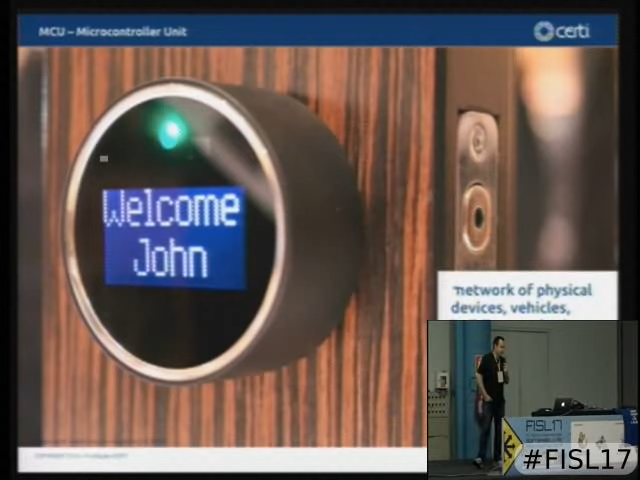 MCU – Microcontroller Unit
certi
Welcome
John
network of physical
devices, vehicles,
FISL17
#FISL17